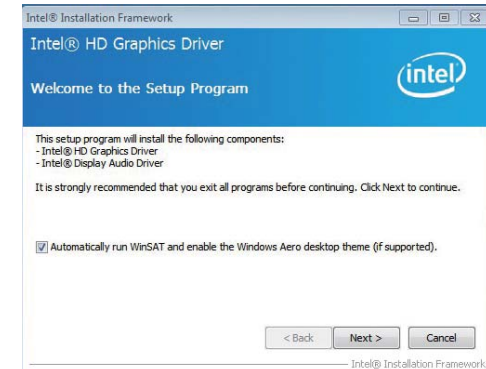 Intel® Installation Framework
Intel® HD Graphics Driver
intel
Welcome to the Setup Program
This setup program will install the following components:
- Intel® HD Graphics Driver
- Intel® Display Audio Driver
It is strongly recommended that you exit all programs before continuing. Click Next to continue.
Automatically run WinSAT and enable the Windows Aero desktop theme (if supported).
< Back Next > Cancel
Intel® Installation Framework